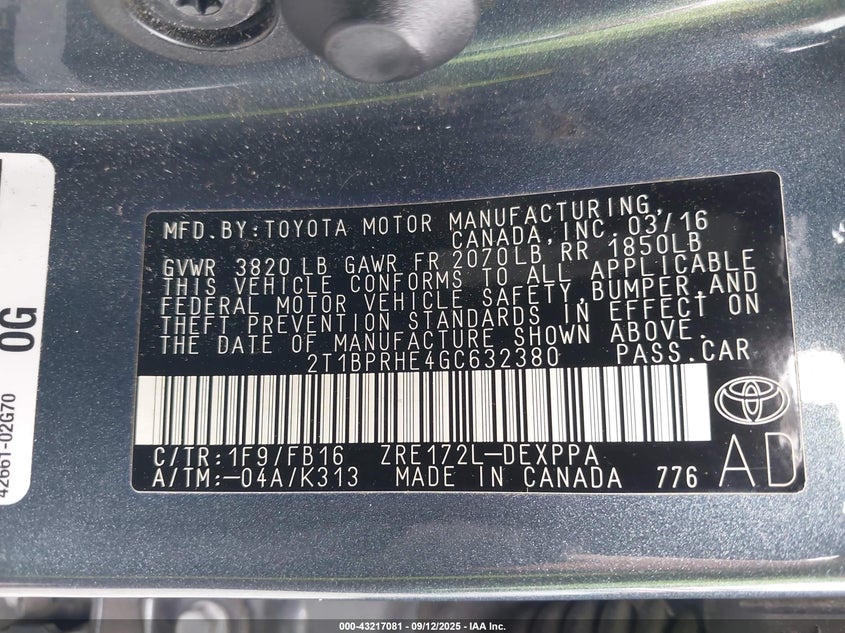 MFD. BY: TOYOTA MOTOR MANUFACTURING,
CANADA, INC. 03/16
GVWR 3820 LB GAWR FR 2070LB, RR 1850LB
THIS VEHICLE CONFORMS TO ALL APPLICABLE
FEDERAL MOTOR VEHICLE SAFETY, BUMPER, AND
THEFT PREVENTION STANDARDS IN EFFECT ON
THE DATE OF MANUFACTURE SHOWN ABOVE.
2T1BPRHE4GC632380 PASS. CAR
C/TR: 1F9/FB16 ZRE172L-DEXPPA
A/TM: -04A/K313 MADE IN CANADA 776
AD
0G
42661-02G70
000-43217081 - 09/12/2025 - IAA Inc.